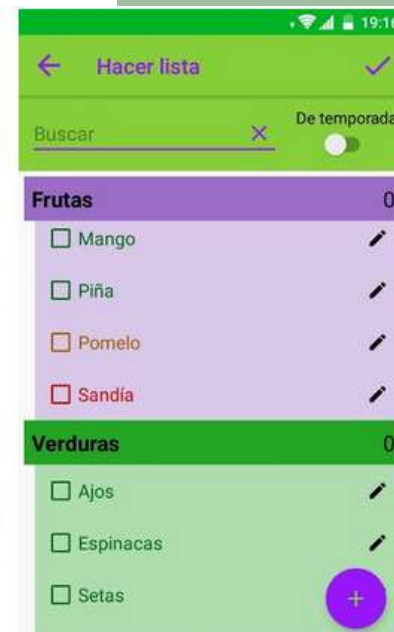 19:16
Hacer lista
Buscar
De temporada
Frutas 0
Mango
Piña
Pomelo
Sandía
Verduras 0
Ajos
Espinacas
Setas